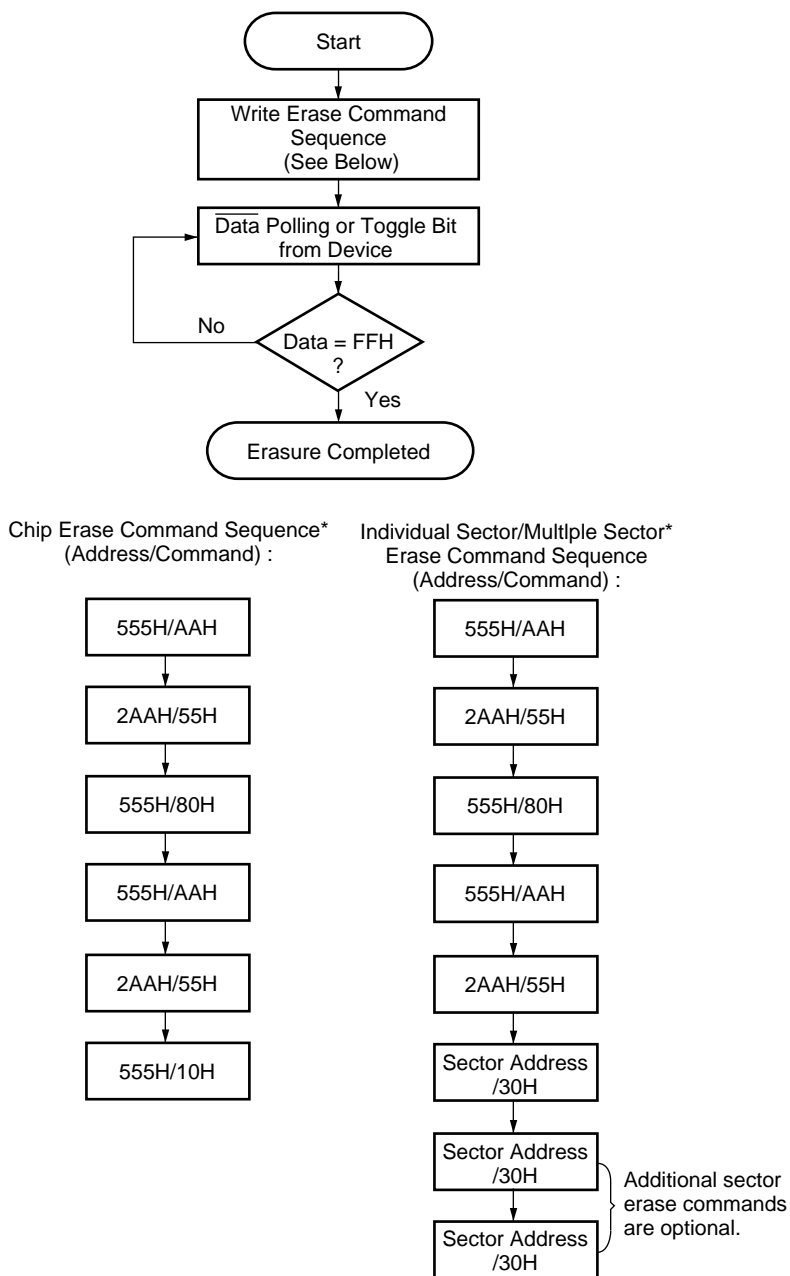 Start
Write Erase Command
Sequence
(See Below)
Data Polling or Toggle Bit
from Device
No
Data = FFH
?
Yes
Erasure Completed
Chip Erase Command Sequence*
(Address/Command) :
555H/AAH
2AAH/55H
555H/80H
555H/AAH
2AAH/55H
555H/10H
Individual Sector/Multlple Sector*
Erase Command Sequence
(Address/Command) :
555H/AAH
2AAH/55H
555H/80H
555H/AAH
2AAH/55H
Sector Address
/30H
Sector Address
/30H
Sector Address
/30H
Additional sector
erase commands
are optional.